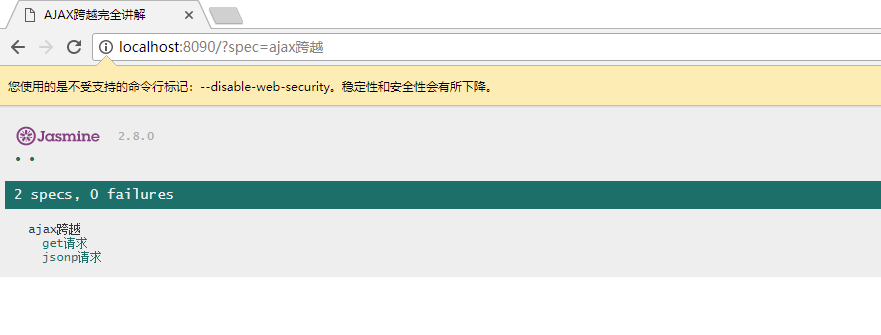 AJAX跨越完全讲解
localhost:8090/?spec=ajax跨越
您使用的是不受支持的命令行标记：--disable-web-security。稳定性和安全性会有所下降。
Jasmine 2.8.0
2 specs, 0 failures
ajax跨越
get请求
jsonp请求